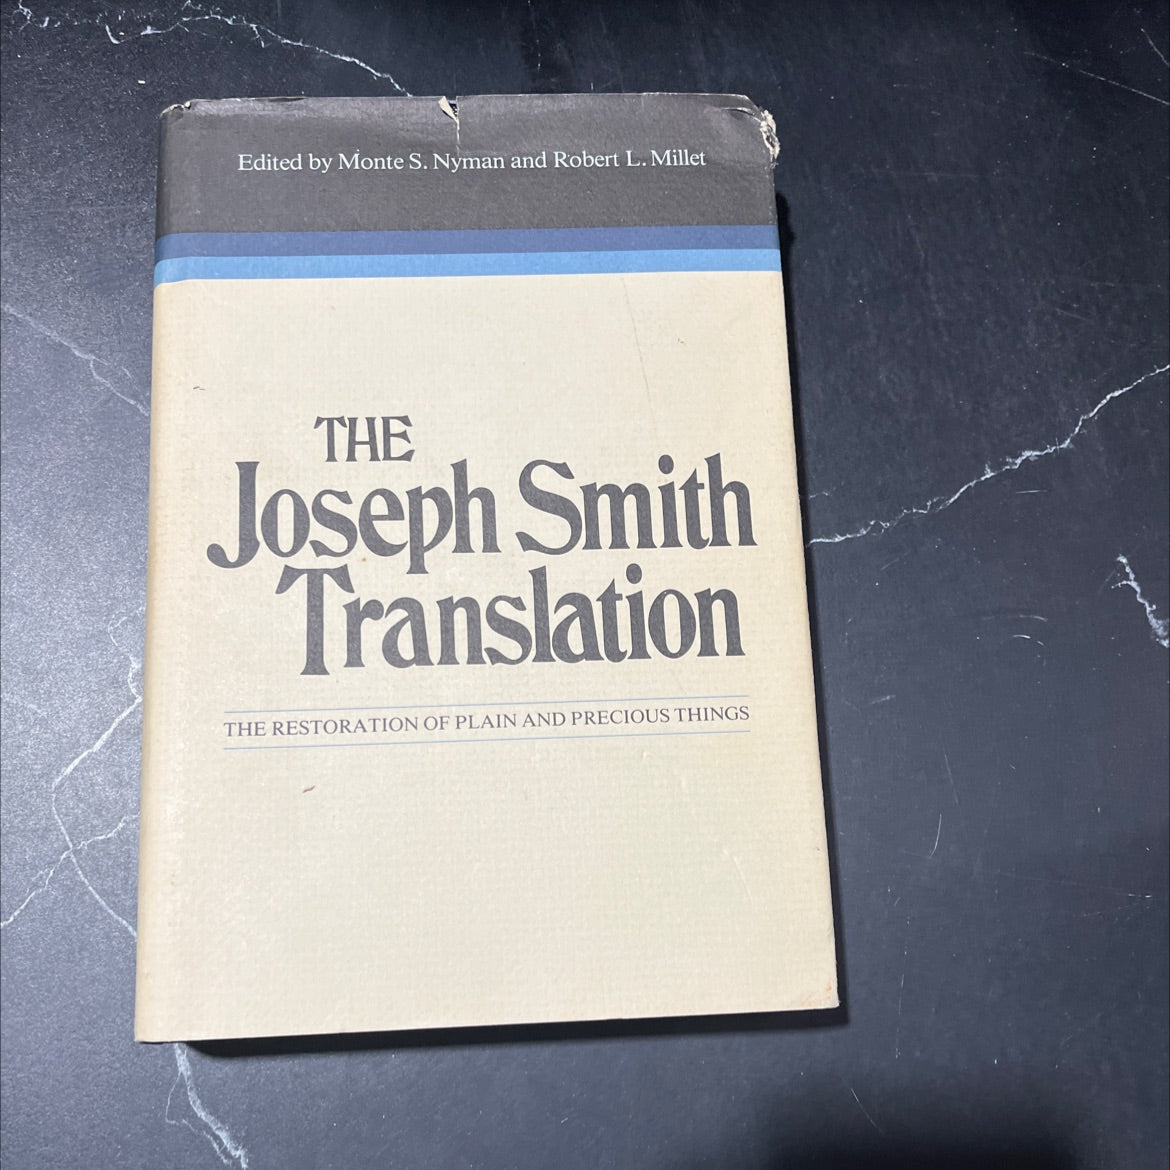 Edited by Monte S. Nyman and Robert L. Millet
THE
Joseph Smith
Translation
THE RESTORATION OF PLAIN AND PRECIOUS THINGS